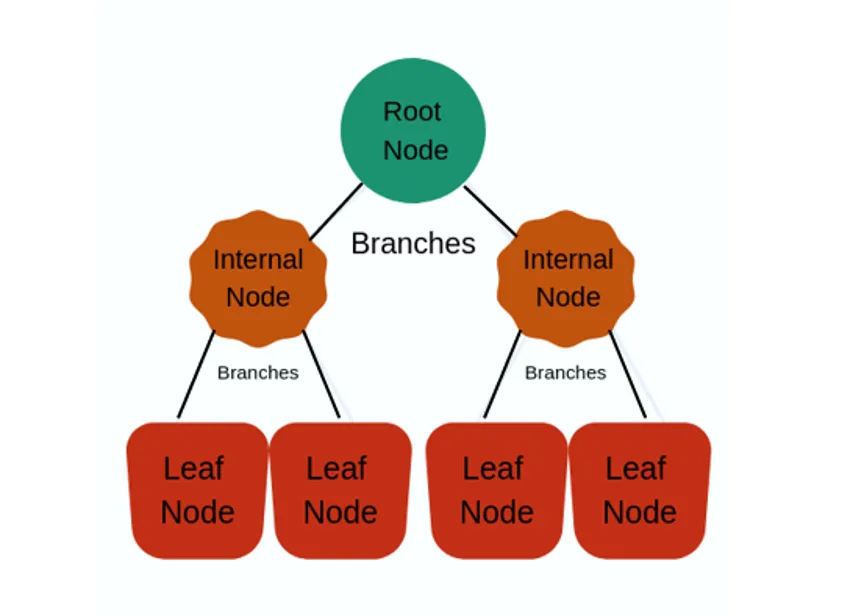 Root
Node
Branches
Internal
Node
Internal
Node
Branches
Branches
Leaf
Node
Leaf
Node
Leaf
Node
Leaf
Node